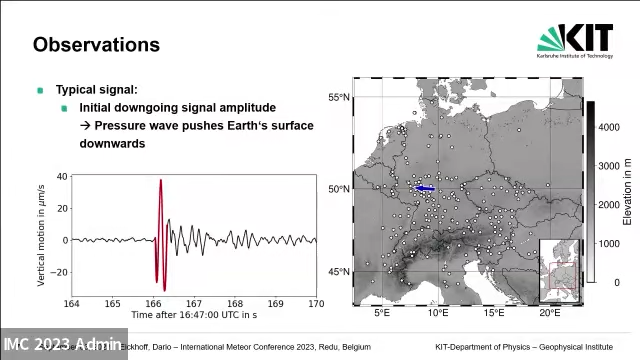 Observations
KIT
Karlsruhe Institute of Technology
Typical signal:
Initial downgoing signal amplitude
→ Pressure wave pushes Earth's surface
downwards
Vertical motion in μm/s
40
20
0
−20
164 165 166 167 168 169 170
Time after 16:47:00 UTC in s
55°N
50°N
45°N
5°E 10°E 15°E 20°E
4000
3000
2000
1000
0
Elevation in m
IMC 2023 Admin
Eickhoff, Dario – International Meteor Conference 2023, Redu, Belgium
KIT-Department of Physics – Geophysical Institute